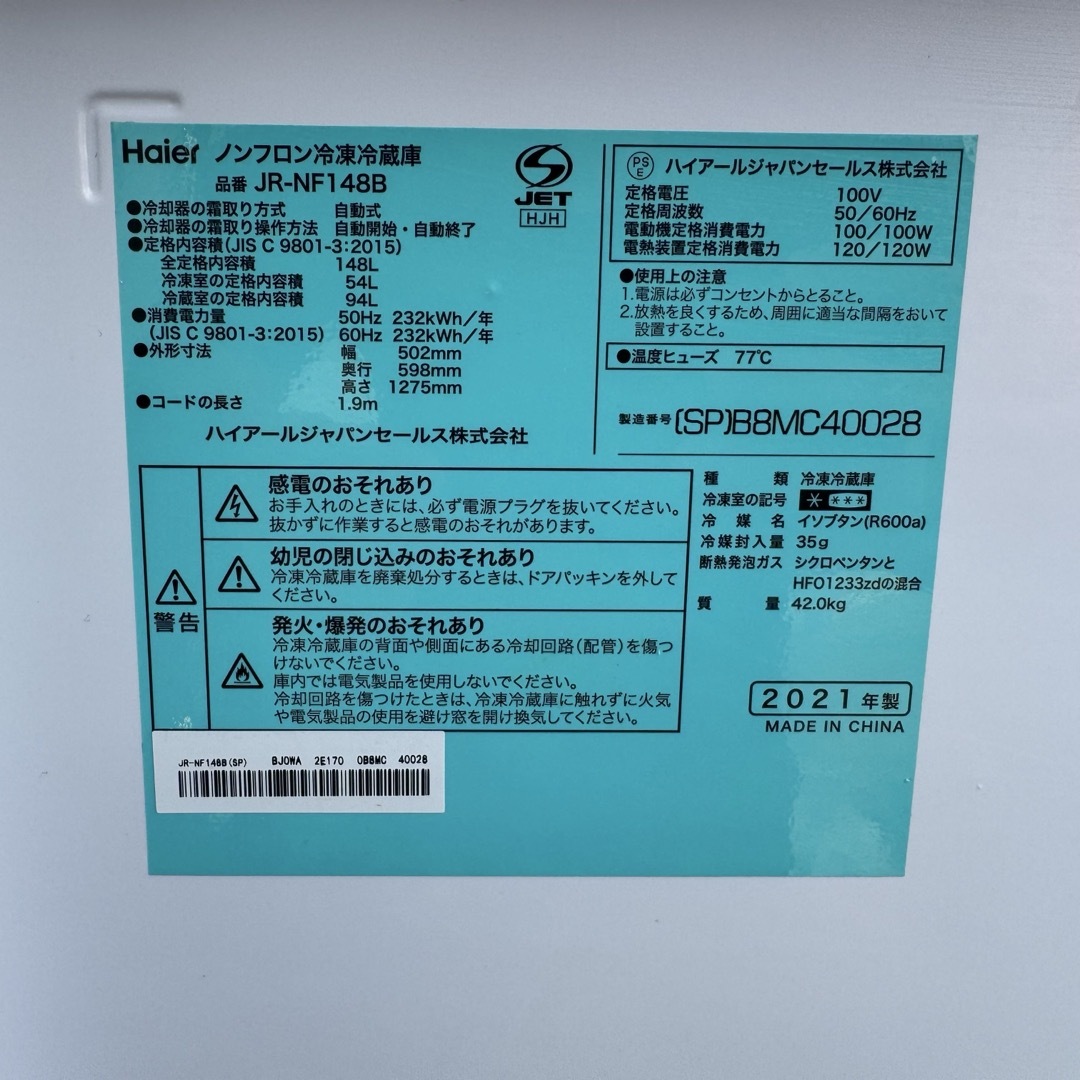 Haier ノンフロン冷凍冷蔵庫
品番 JR-NF148B
●冷却器の霜取り方式 自動式
●冷却器の霜取り操作方法 自動開始・自動終了
●定格内容積(JIS C 9801-3:2015)
全定格内容積 148L
冷凍室の定格内容積 54L
冷蔵室の定格内容積 94L
●消費電力量 50Hz 232kWh/年
(JIS C 9801-3:2015) 60Hz 232kWh/年
●外形寸法 幅 502mm
奥行 598mm
高さ 1275mm
●コードの長さ 1.9m
ハイアールジャパンセールス株式会社
S
JET
HJH
PS
E
ハイアールジャパンセールス株式会社
定格電圧 100V
定格周波数 50/60Hz
電動機定格消費電力 100/100W
電熱装置定格消費電力 120/120W
●使用上の注意
1.電源は必ずコンセントからとること。
2.放熱を良くするため、周囲に適当な間隔をおいて
設置すること。
●温度ヒューズ 77℃
製造番号 (SP)B8MC40028
警告
感電のおそれあり
お手入れのときには、必ず電源プラグを抜いてください。
抜かずに作業すると感電のおそれがあります。
幼児の閉じ込みのおそれあり
冷凍冷蔵庫を廃棄処分するときは、ドアパッキンを外して
ください。
発火・爆発のおそれあり
冷凍冷蔵庫の背面や側面にある冷却回路(配管)を傷つ
けないでください。
庫内では電気製品を使用しないでください。
冷却回路を傷つけたときは、冷凍冷蔵庫に触れずに火気
や電気製品の使用を避け窓を開け換気してください。
種類 冷凍冷蔵庫
冷凍室の記号 * ***
冷媒名 イソブタン(R600a)
冷媒封入量 35g
断熱発泡ガス シクロペンタンと
HFO1233zdの混合
質量 42.0kg
2021年製
MADE IN CHINA
JR-NF148B(SP) BJ0WA 2E170 0B8MC 40028